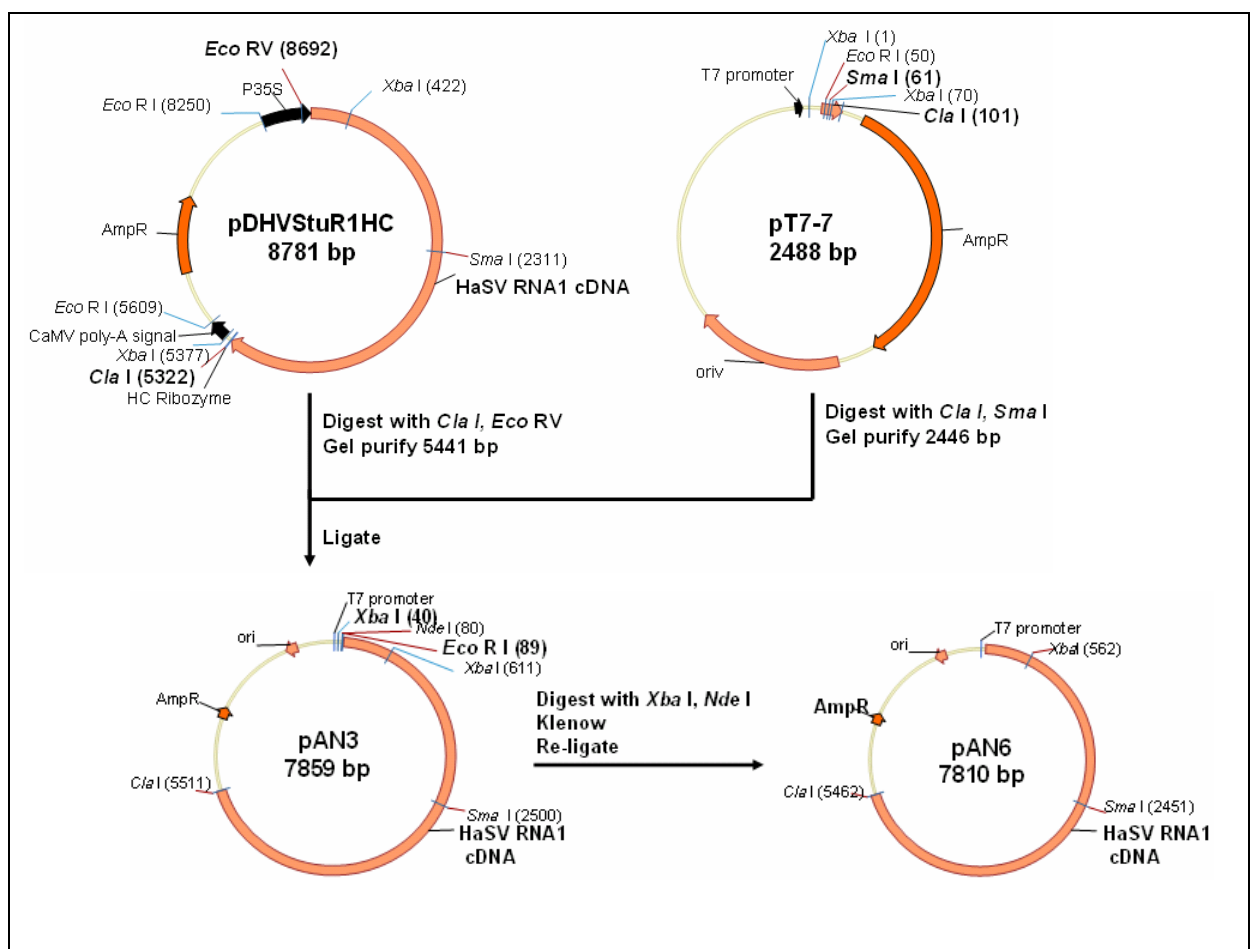 Eco RV (8692)
Xba I (422)
P35S
Eco R I (8250)
AmpR
pDHVStuR1HC
8781 bp
Sma I (2311)
HaSV RNA1 cDNA
Eco R I (5609)
CaMV poly-A signal
Xba I (5377)
Cla I (5322)
HC Ribozyme
Xba I (1)
Eco R I (50)
T7 promoter
Sma I (61)
Xba I (70)
Cla I (101)
pT7-7
2488 bp
AmpR
oriv
Digest with Cla I, Eco RV
Gel purify 5441 bp
Digest with Cla I, Sma I
Gel purify 2446 bp
Ligate
T7 promoter
Xba I (40)
Nde I (80)
Eco R I (89)
Xba I (611)
ori
AmpR
pAN3
7859 bp
Cla I (5511)
Sma I (2500)
HaSV RNA1
cDNA
Digest with Xba I, Nde I
Klenow
Re-ligate
T7 promoter
Xba I (562)
ori
AmpR
pAN6
7810 bp
Cla I (5462)
Sma I (2451)
HaSV RNA1
cDNA